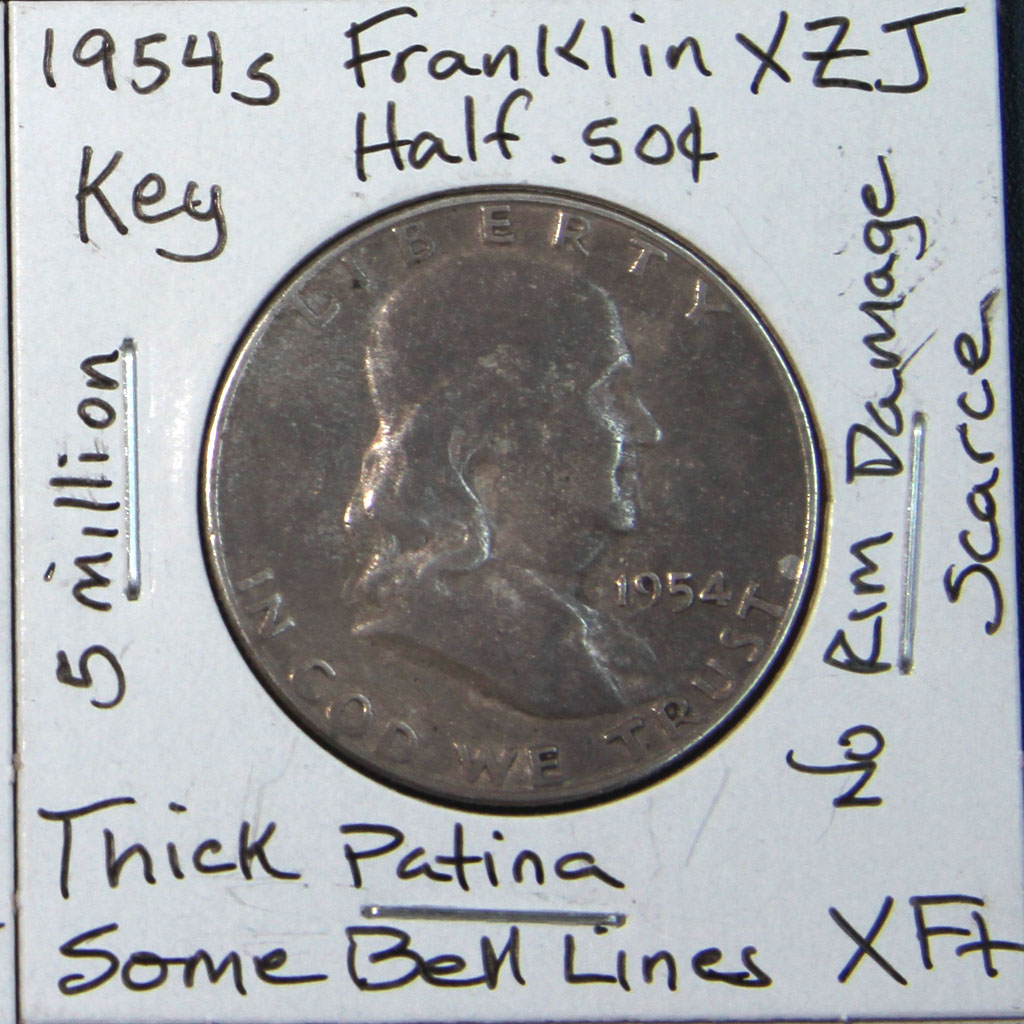 1954s Franklin XZJ
Half .50¢
Key
5 million
No Rim Damage
Scarce
LIBERTY
1954
IN GOD WE TRUST
Thick Patina
Some Bell Lines XF+